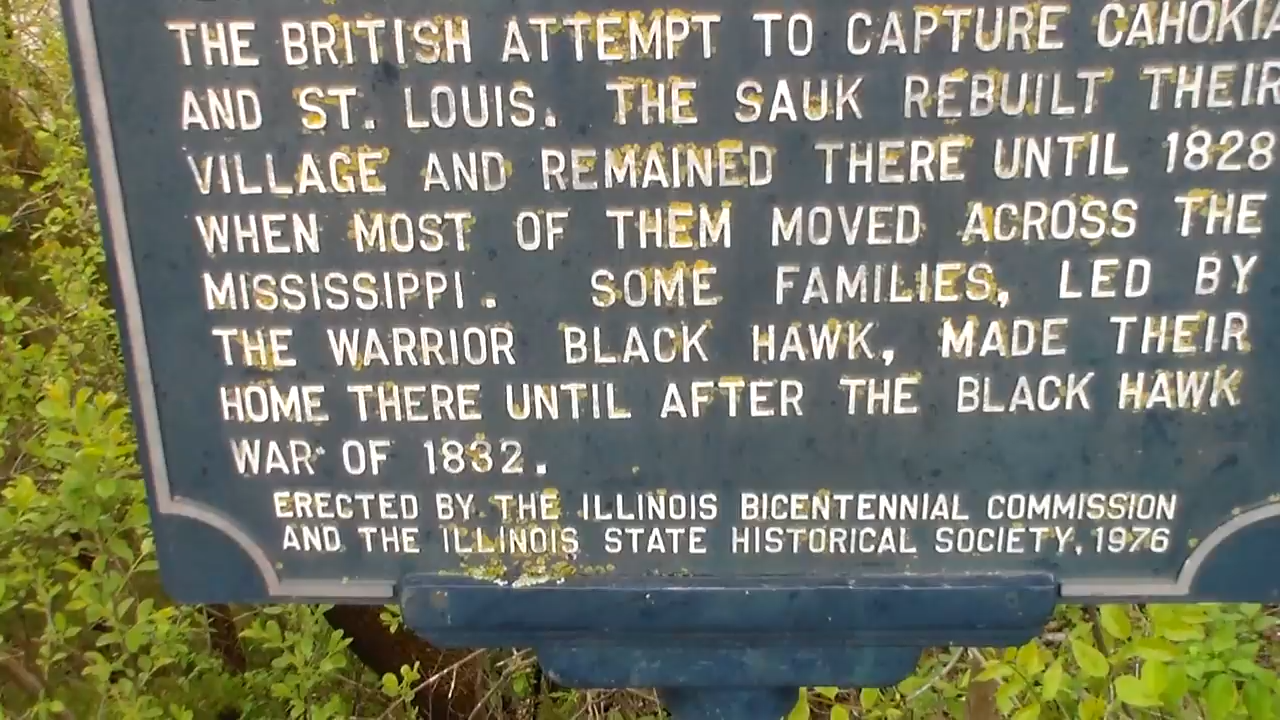 THE BRITISH ATTEMPT TO CAPTURE CAHOKIA
AND ST. LOUIS. THE SAUK REBUILT THEIR
VILLAGE AND REMAINED THERE UNTIL 1828
WHEN MOST OF THEM MOVED ACROSS THE
MISSISSIPPI. SOME FAMILIES, LED BY
THE WARRIOR BLACK HAWK, MADE THEIR
HOME THERE UNTIL AFTER THE BLACK HAWK
WAR OF 1832.
ERECTED BY THE ILLINOIS BICENTENNIAL COMMISSION
AND THE ILLINOIS STATE HISTORICAL SOCIETY, 1976